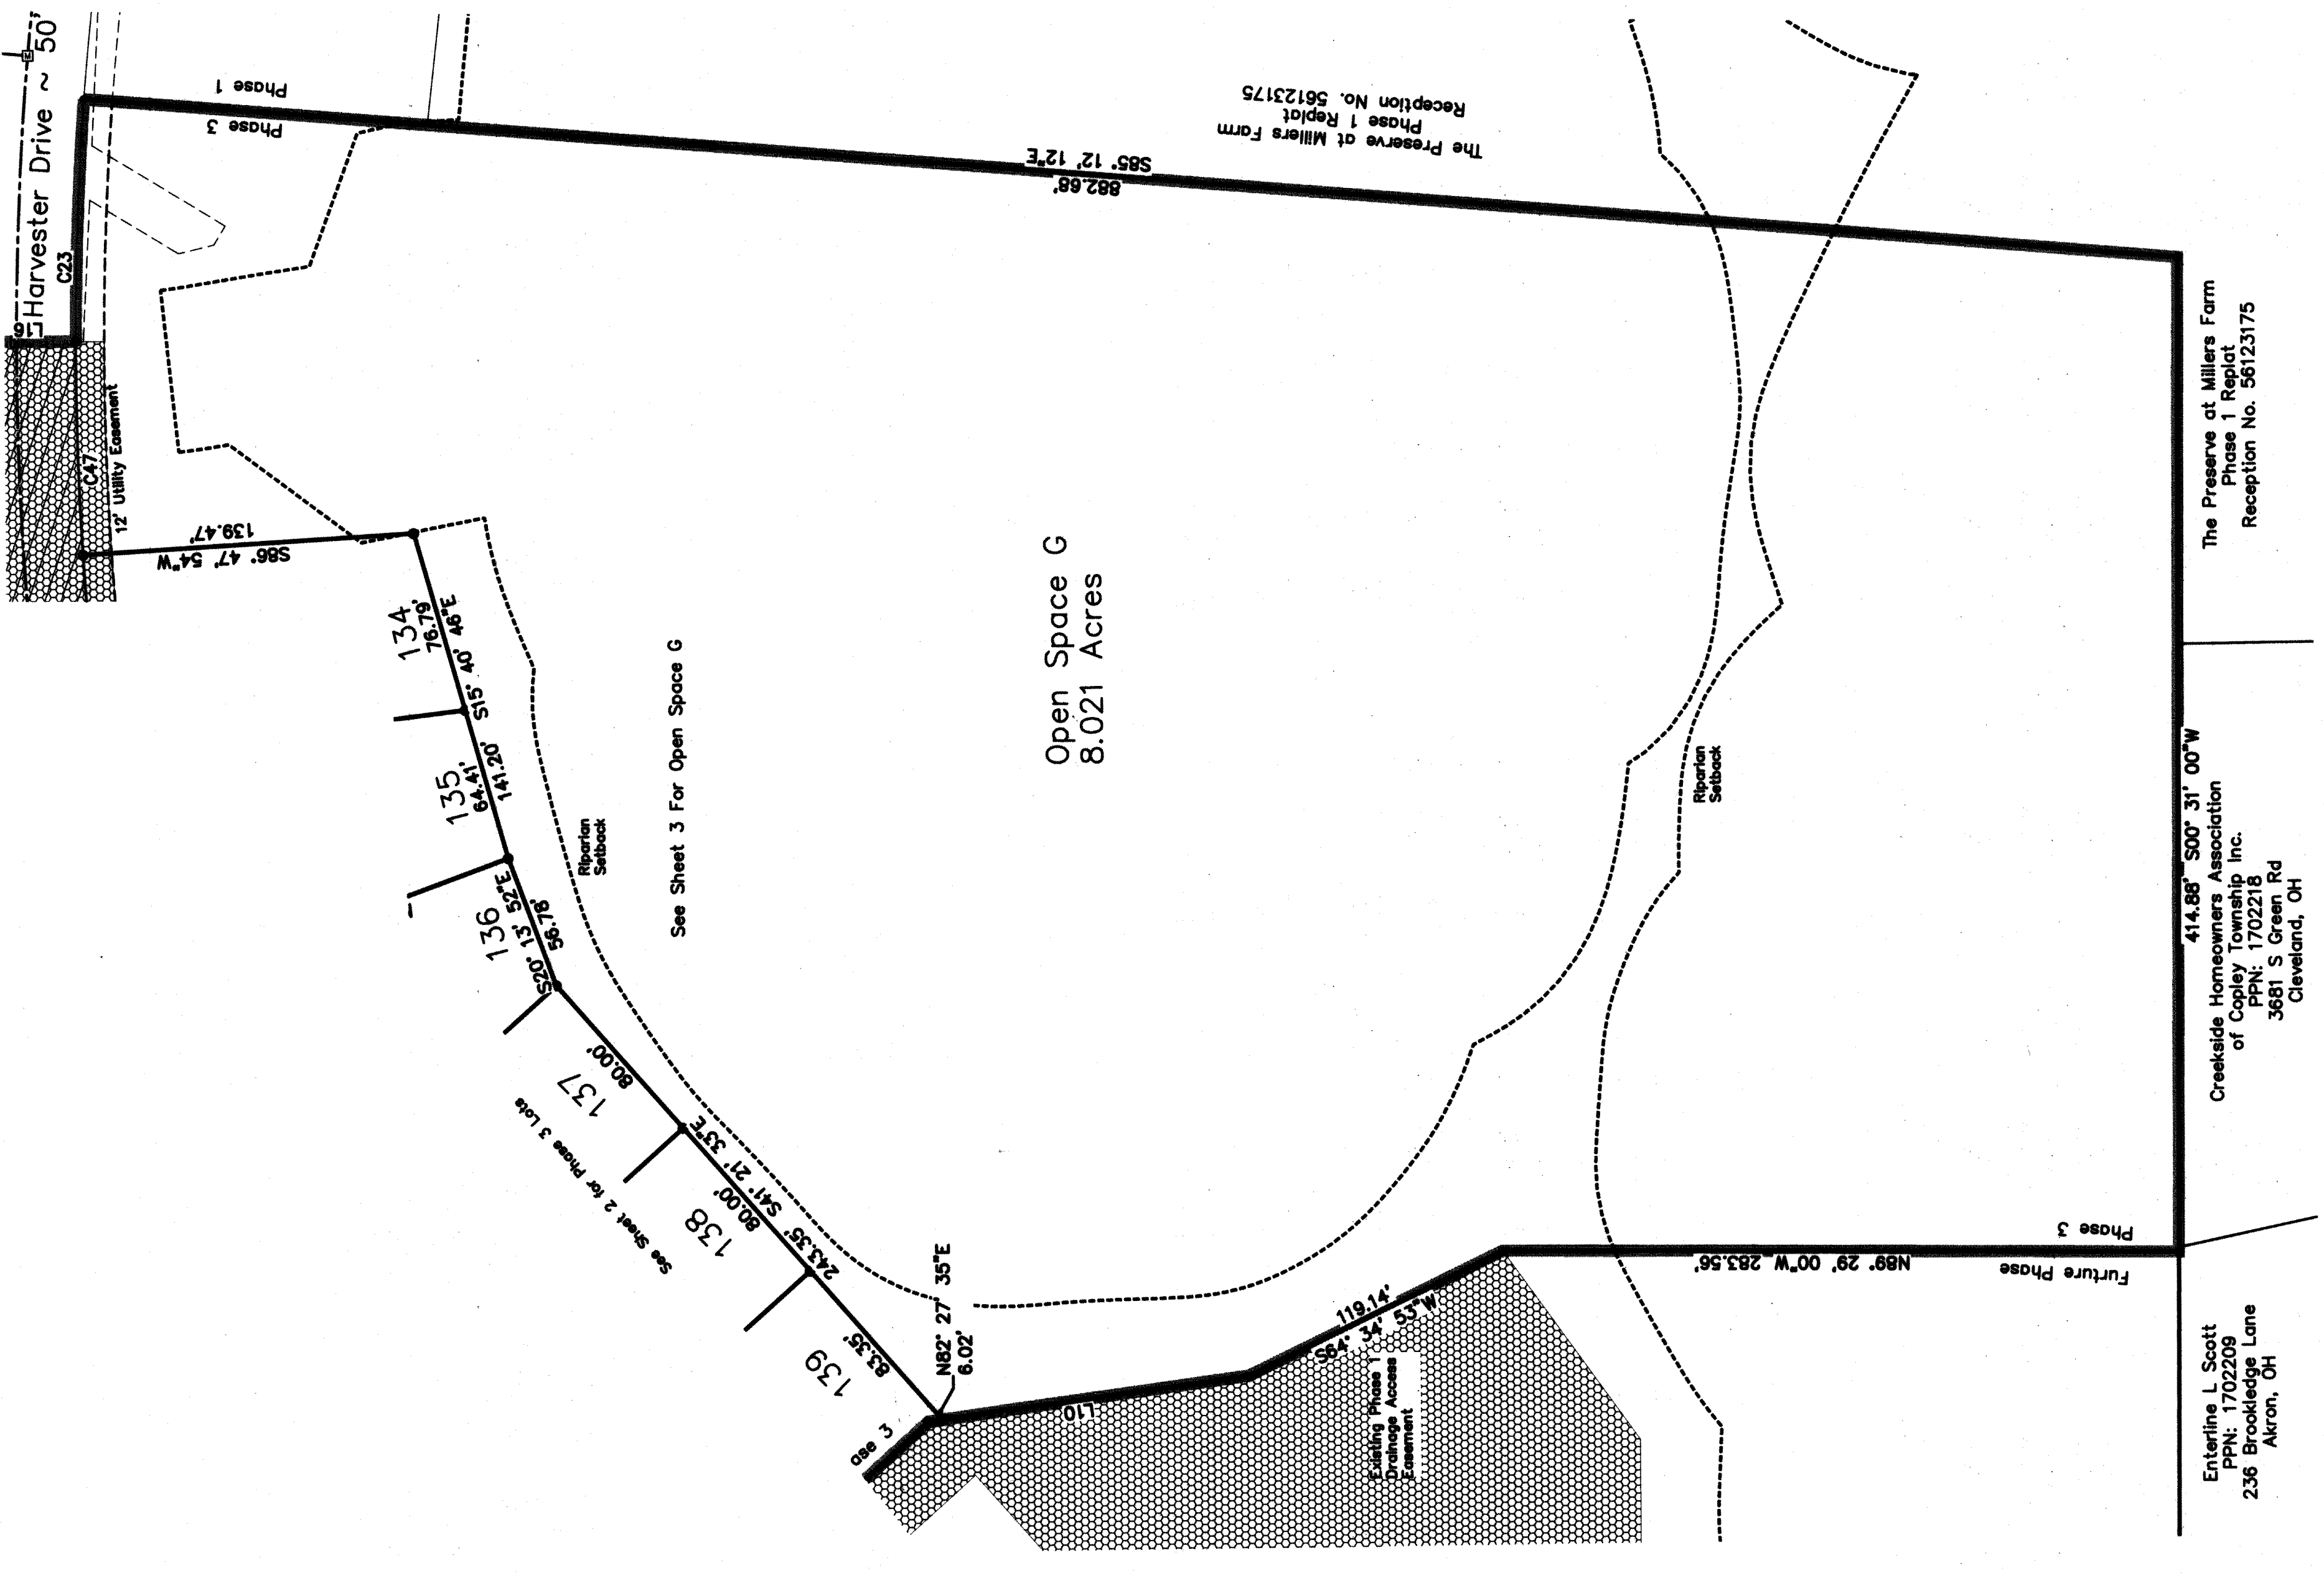 Harvester Drive ~ 50'
C23
L16
C47
12' Utility Easement
Phase 1
Phase 3
S85° 12' 12"E
882.68'
The Preserve at Millers Farm
Phase 1 Replat
Reception No. 56123175
S86° 47' 54"W
139.47'
134
76.79'
S15° 40' 46"E
135
64.41'
141.20'
136
S20° 13' 52"E
56.78'
137
80.00'
138
80.00'
243.35' S41° 21' 33"E
139
83.35'
See Sheet 2 for Phase 3 Lots
Riparian
Setback
See Sheet 3 For Open Space G
Open Space G
8.021 Acres
Riparian
Setback
N82° 27' 35"E
6.02'
ase 3
L10
119.14'
S64° 34' 53"W
Existing Phase 1
Drainage Access
Easement
N89° 29' 00"W 283.56'
Phase 3
Furture Phase
The Preserve at Millers Farm
Phase 1 Replat
Reception No. 56123175
414.88' S00° 31' 00"W
Creekside Homeowners Association
of Copley Township Inc.
PPN: 1702218
3681 S Green Rd
Cleveland, OH
Enterline L Scott
PPN: 1702209
236 Brookledge Lane
Akron, OH